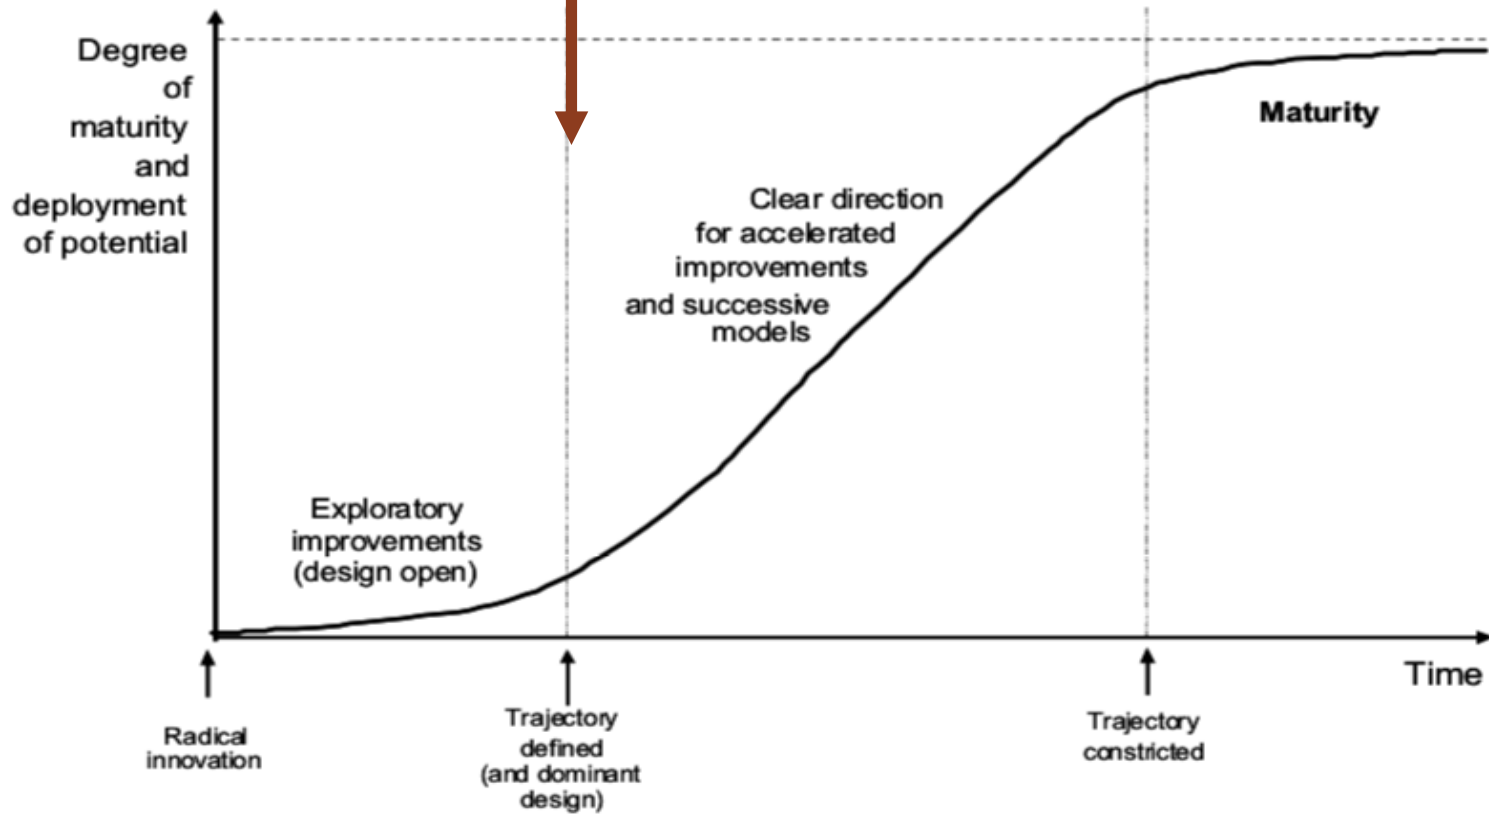 Degree
of
maturity
and
deployment
of potential
Maturity
Clear direction
for accelerated
improvements
and successive
models
Exploratory
improvements
(design open)
Time
Radical
innovation
Trajectory
defined
(and dominant
design)
Trajectory
constricted